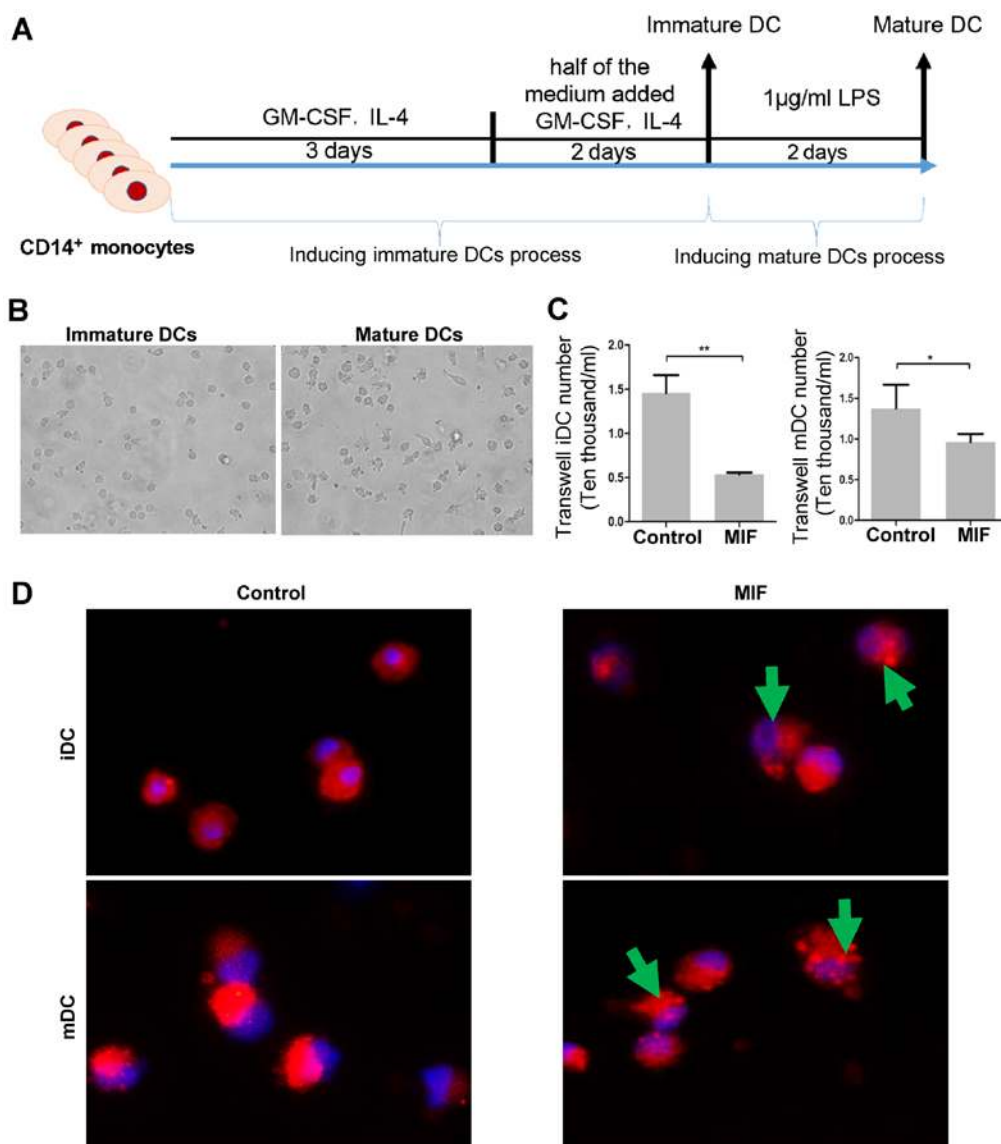 A
Immature DC
Mature DC
half of the
medium added
GM-CSF, IL-4
GM-CSF, IL-4
1μg/ml LPS
3 days
2 days
2 days
CD14⁺ monocytes
Inducing immature DCs process
Inducing mature DCs process
B
Immature DCs
Mature DCs
C
Transwell iDC number
(Ten thousand/ml)
2.0
1.5
1.0
0.5
0.0
**
Control
MIF
Transwell mDC number
(Ten thousand/ml)
2.0
1.5
1.0
0.5
0.0
*
Control
MIF
D
Control
MIF
iDC
mDC